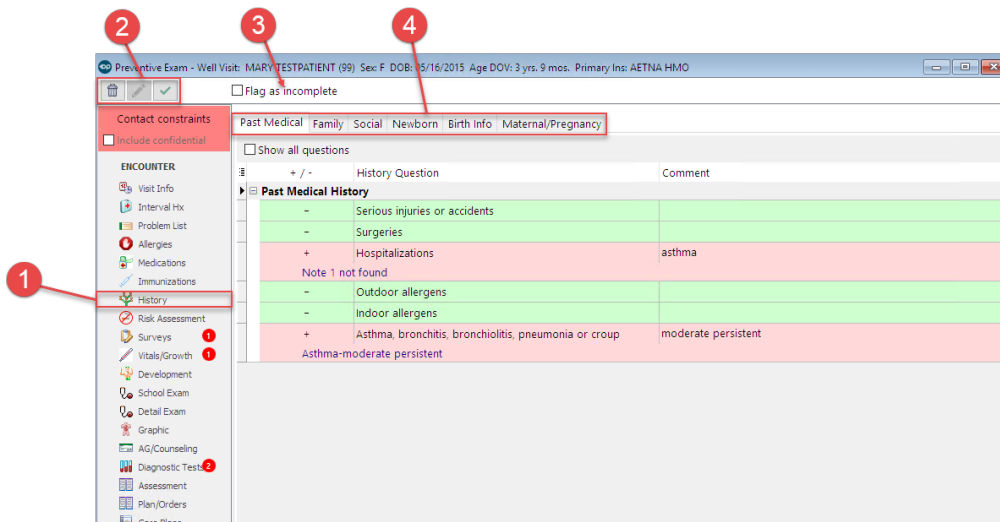 2
3
4
Preventive Exam - Well Visit: MARY TESTPATIENT (99) Sex: F DOB: 05/16/2015 Age DOV: 3 yrs. 9 mos. Primary Ins: AETNA HMO
Flag as incomplete
Contact constraints
Include confidential
Past Medical Family Social Newborn Birth Info Maternal/Pregnancy
Show all questions
+ / - History Question Comment
Past Medical History
- Serious injuries or accidents
- Surgeries
+ Hospitalizations asthma
Note 1 not found
- Outdoor allergens
- Indoor allergens
+ Asthma, bronchitis, bronchiolitis, pneumonia or croup moderate persistent
Asthma-moderate persistent
1
ENCOUNTER
Visit Info
Interval Hx
Problem List
Allergies
Medications
Immunizations
History
Risk Assessment
Surveys 1
Vitals/Growth 1
Development
School Exam
Detail Exam
Graphic
AG/Counseling
Diagnostic Tests 2
Assessment
Plan/Orders